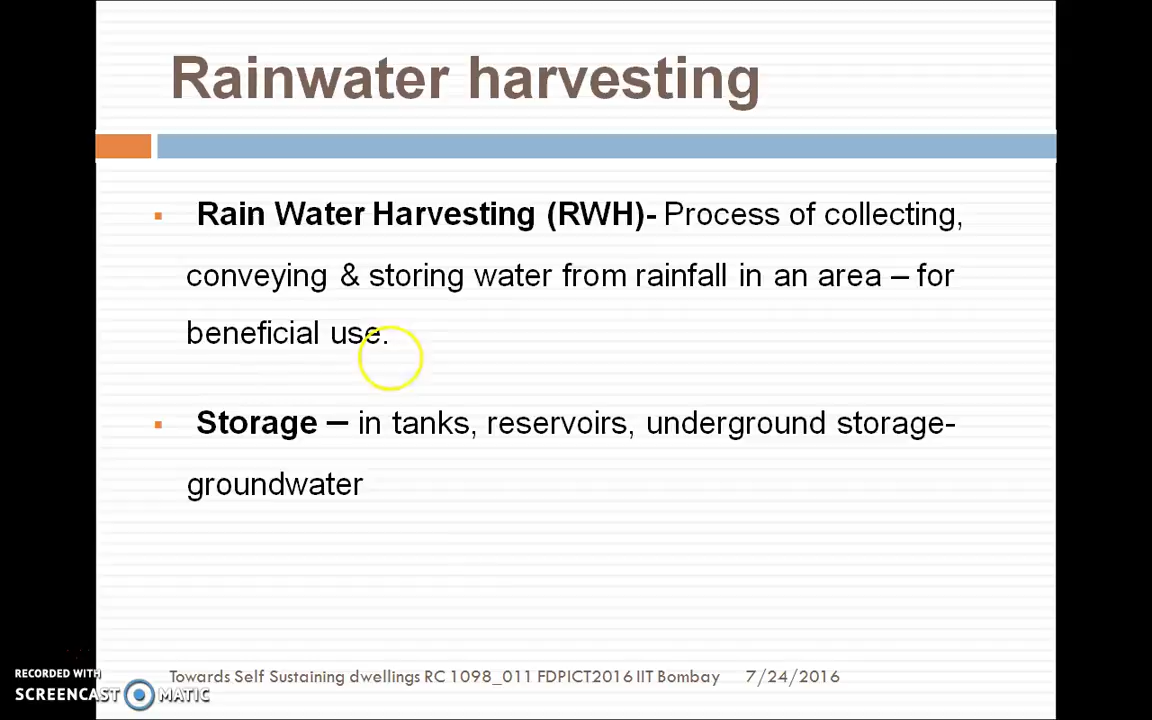 Rainwater harvesting
Rain Water Harvesting (RWH)- Process of collecting,
conveying & storing water from rainfall in an area – for
beneficial use.
Storage – in tanks, reservoirs, underground storage-
groundwater
Towards Self Sustaining dwellings RC 1098_011 FDPICT2016 IIT Bombay 7/24/2016
RECORDED WITH
SCREENCAST MATIC